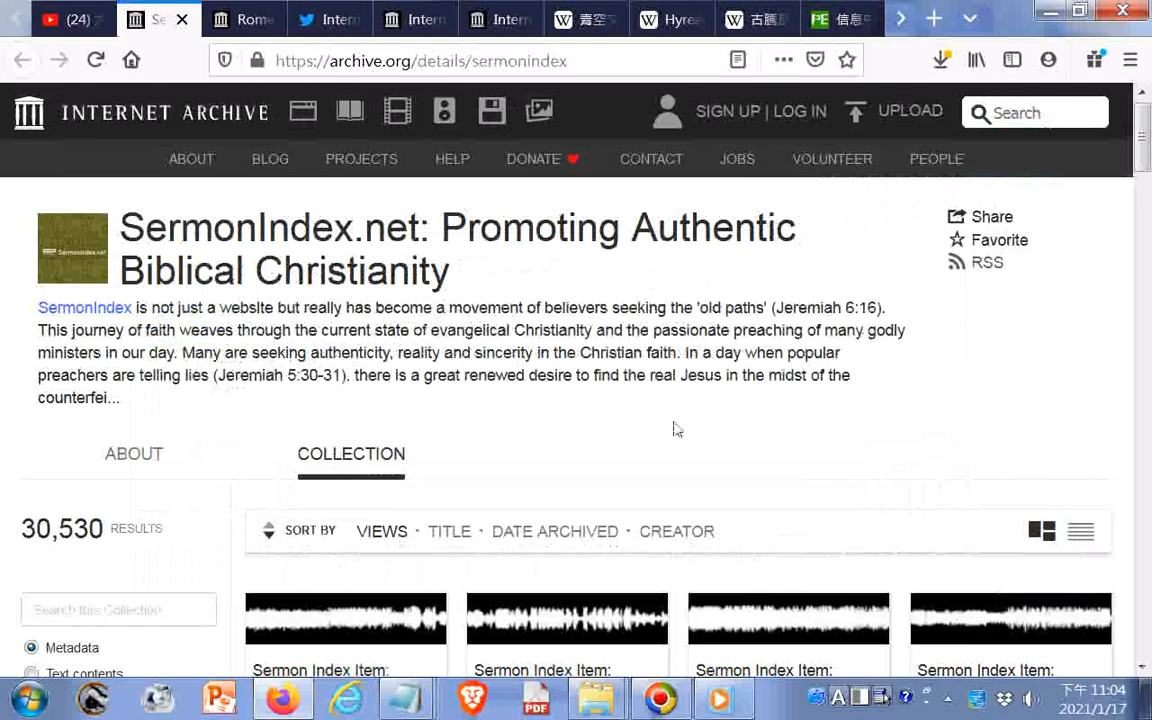 (24)
Se
Rome
Intern
Intern
Intern
青空
Hyrea
古騰
信息
https://archive.org/details/sermonindex
INTERNET ARCHIVE
SIGN UP | LOG IN
UPLOAD
Search
ABOUT
BLOG
PROJECTS
HELP
DONATE
CONTACT
JOBS
VOLUNTEER
PEOPLE
SermonIndex.net: Promoting Authentic
Biblical Christianity
Share
Favorite
RSS
SermonIndex is not just a website but really has become a movement of believers seeking the 'old paths' (Jeremiah 6:16).
This journey of faith weaves through the current state of evangelical Christianity and the passionate preaching of many godly
ministers in our day. Many are seeking authenticity, reality and sincerity in the Christian faith. In a day when popular
preachers are telling lies (Jeremiah 5:30-31). there is a great renewed desire to find the real Jesus in the midst of the
counterfei...
ABOUT
COLLECTION
30,530 RESULTS
SORT BY VIEWS · TITLE · DATE ARCHIVED · CREATOR
Search this Collection
Metadata
Text contents
Sermon Index Item:
Sermon Index Item:
Sermon Index Item:
Sermon Index Item:
PDF
A
下午 11:04
2021/1/17